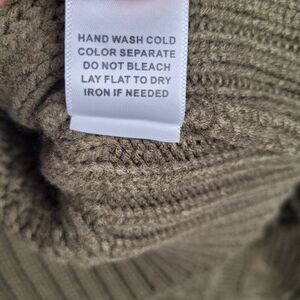 HAND WASH COLD
COLOR SEPARATE
DO NOT BLEACH
LAY FLAT TO DRY
IRON IF NEEDED